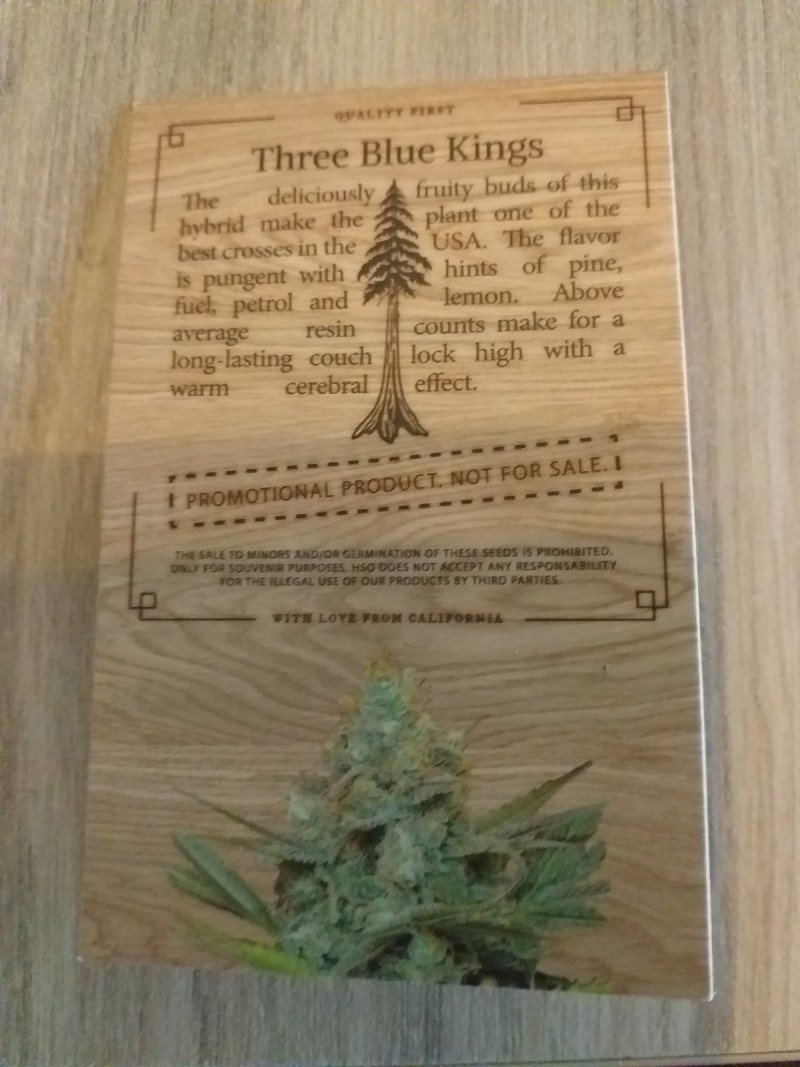 QUALITY FIRST
Three Blue Kings
The deliciously fruity buds of this
hybrid make the plant one of the
best crosses in the USA. The flavor
is pungent with hints of pine,
fuel, petrol and lemon. Above
average resin counts make for a
long-lasting couch lock high with a
warm cerebral effect.
PROMOTIONAL PRODUCT. NOT FOR SALE.
THE SALE TO MINORS AND/OR GERMINATION OF THESE SEEDS IS PROHIBITED.
ONLY FOR SOUVENIR PURPOSES. HSO DOES NOT ACCEPT ANY RESPONSABILITY
FOR THE ILLEGAL USE OF OUR PRODUCTS BY THIRD PARTIES.
WITH LOVE FROM CALIFORNIA